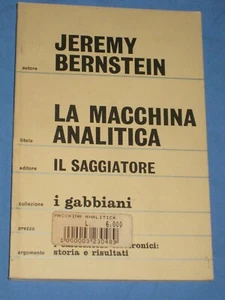 autore
JEREMY
BERNSTEIN
titolo
LA MACCHINA
ANALITICA
editore
IL SAGGIATORE
collezione
i gabbiani
MACCHINA ANALITICA
L 6.000
prezzo
argomento
storia e risultati